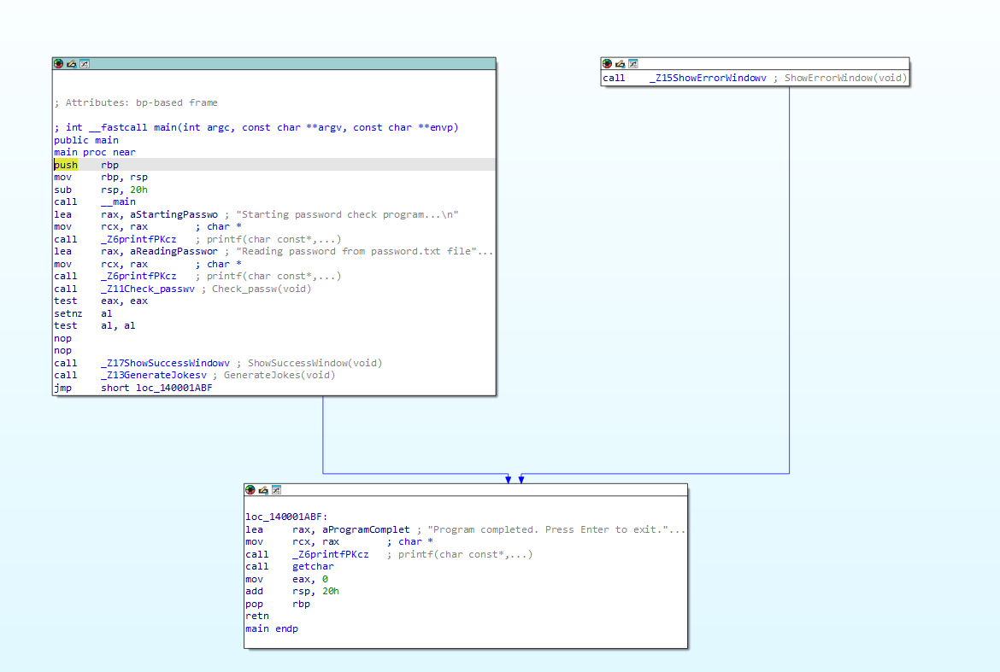 ; Attributes: bp-based frame
; int __fastcall main(int argc, const char **argv, const char **envp)
public main
main proc near
push    rbp
mov     rbp, rsp
sub     rsp, 20h
call    __main
lea     rax, aStartingPasswo ; "Starting password check program...\n"
mov     rcx, rax        ; char *
call    _Z6printfPKcz   ; printf(char const*,...)
lea     rax, aReadingPasswor ; "Reading password from password.txt file"...
mov     rcx, rax        ; char *
call    _Z6printfPKcz   ; printf(char const*,...)
call    _Z11Check_passwv ; Check_passw(void)
test    eax, eax
setnz   al
test    al, al
nop
nop
call    _Z17ShowSuccessWindowv ; ShowSuccessWindow(void)
call    _Z13GenerateJokesv ; GenerateJokes(void)
jmp     short loc_140001ABF
call    _Z15ShowErrorWindowv ; ShowErrorWindow(void)
loc_140001ABF:
lea     rax, aProgramComplet ; "Program completed. Press Enter to exit."...
mov     rcx, rax        ; char *
call    _Z6printfPKcz   ; printf(char const*,...)
call    getchar
mov     eax, 0
add     rsp, 20h
pop     rbp
retn
main endp